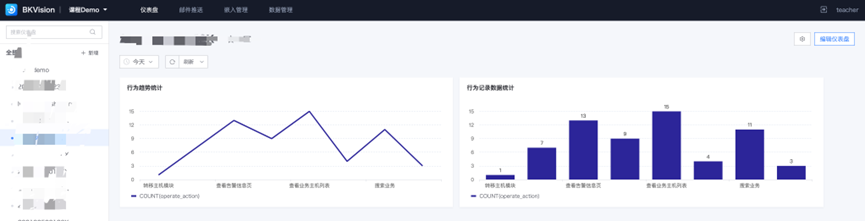 BKVision 课程Demo 仪表盘 邮件推送 嵌入管理 数据管理 teacher
搜索仪表盘
新建
demo
编辑仪表盘
今天 刷新
行为趋势统计
15
12
9
6
3
0
转移主机模块 查看告警信息页 查看业务主机列表 搜索业务
COUNT(operate_action)
行为记录数据统计
15
12
9
6
3
0
1 7 13 9 15 4 11 3
转移主机模块 查看告警信息页 查看业务主机列表 搜索业务
COUNT(operate_action)